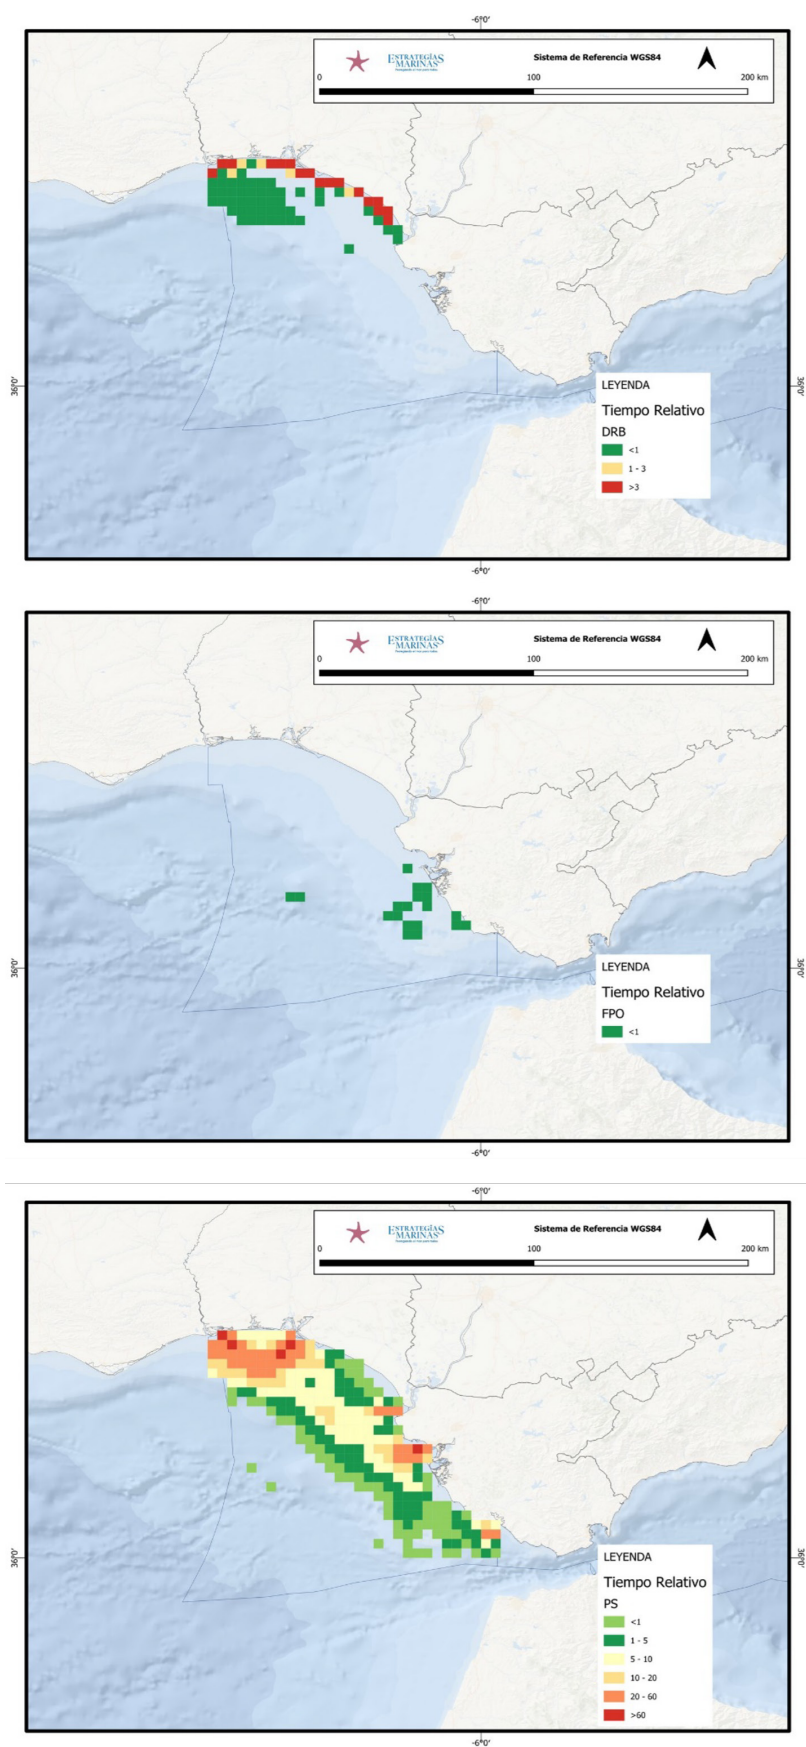 -6°0'
ESTRATEGIAS
MARINAS
Sistema de Referencia WGS84
0 100 200 km
36°0' 36°0'
LEYENDA
Tiempo Relativo
DRB
<1
1 - 3
>3
-6°0'
-6°0'
ESTRATEGIAS
MARINAS
Sistema de Referencia WGS84
0 100 200 km
36°0' 36°0'
LEYENDA
Tiempo Relativo
FPO
<1
-6°0'
-6°0'
ESTRATEGIAS
MARINAS
Sistema de Referencia WGS84
0 100 200 km
36°0' 36°0'
LEYENDA
Tiempo Relativo
PS
<1
1 - 5
5 - 10
10 - 20
20 - 60
>60
-6°0'